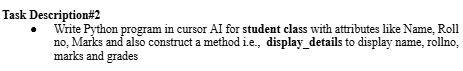 Task Description#2
● Write Python program in cursor AI for student class with attributes like Name, Roll
no, Marks and also construct a method i.e., display_details to display name, rollno,
marks and grades